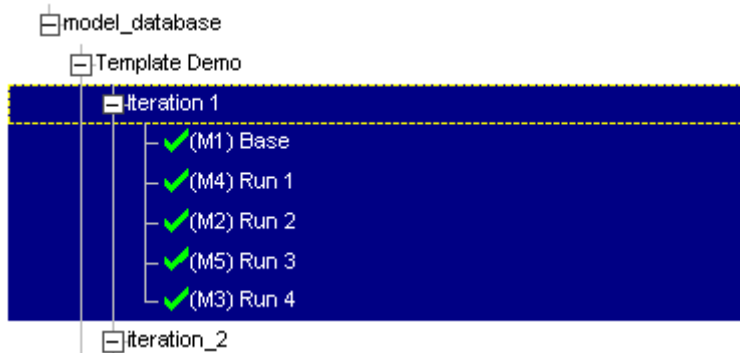 model_database
Template Demo
Iteration 1
(M1) Base
(M4) Run 1
(M2) Run 2
(M5) Run 3
(M3) Run 4
iteration_2